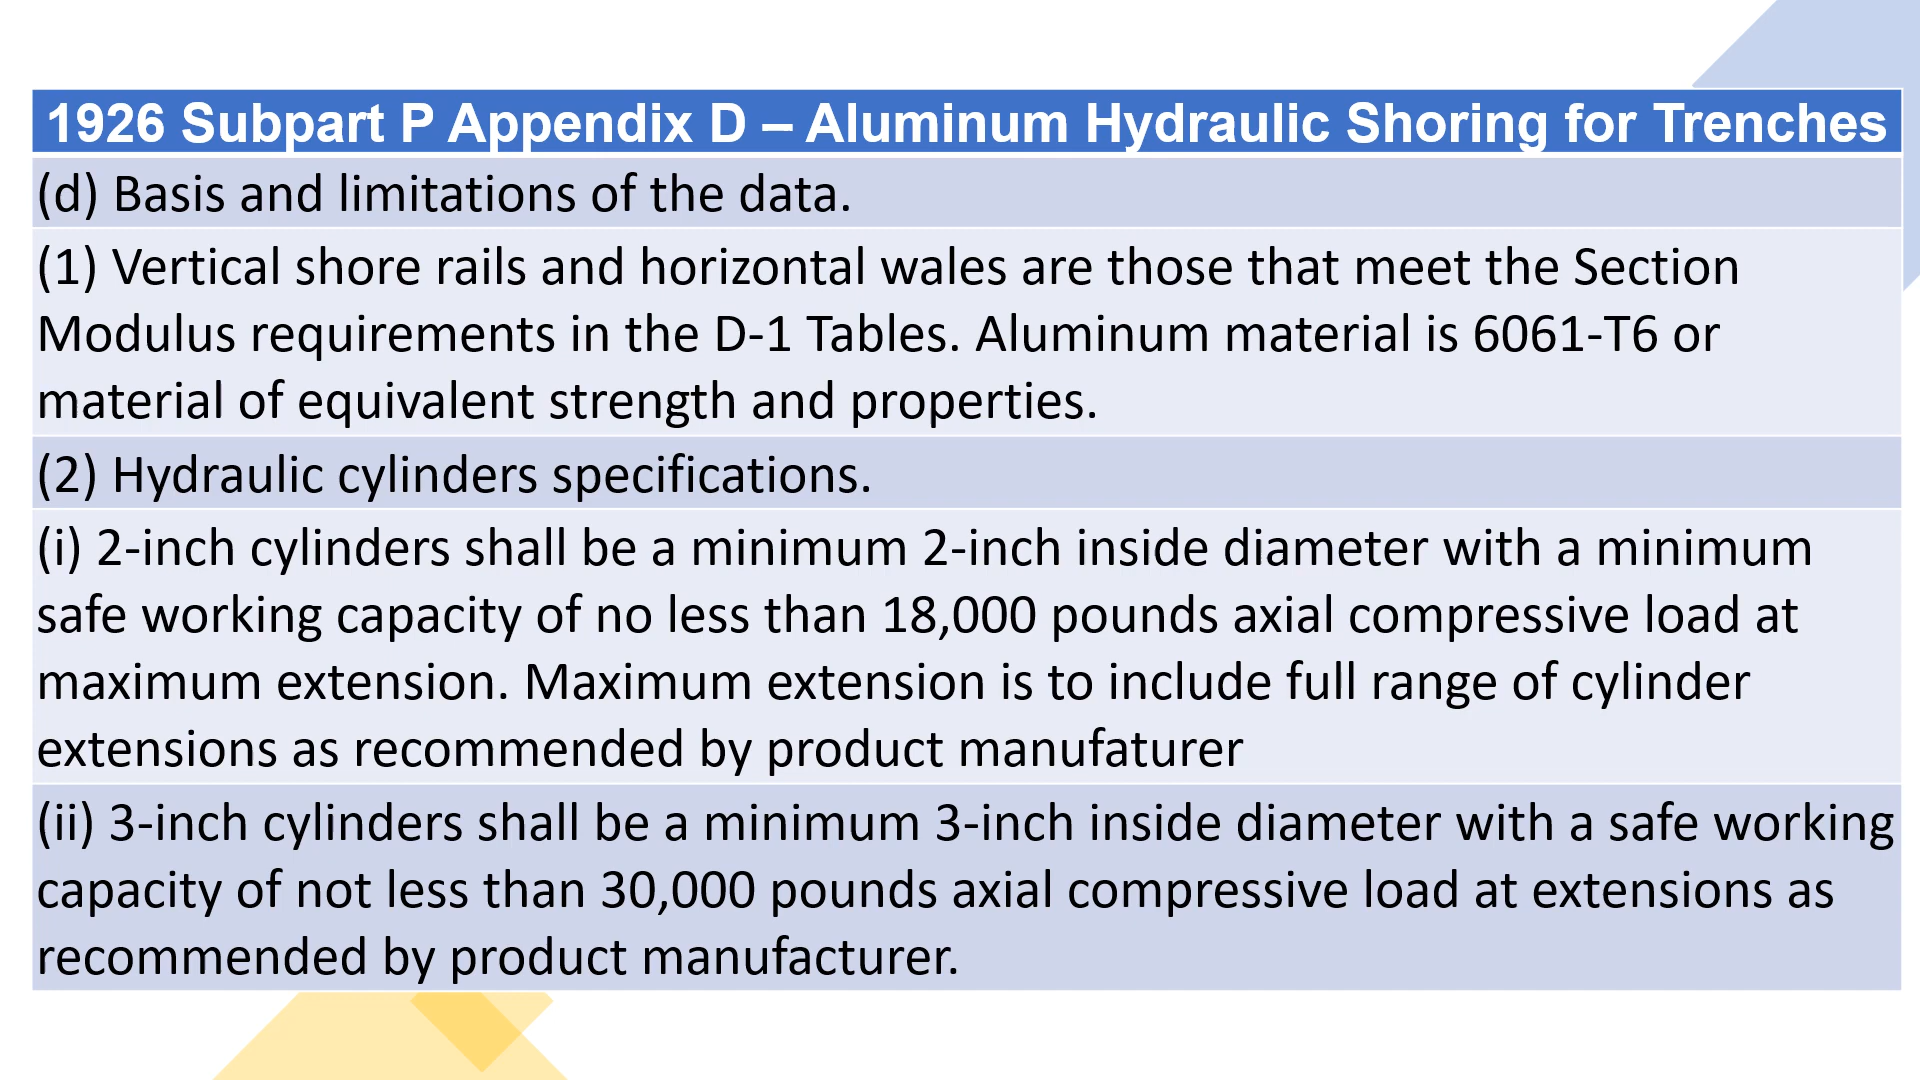 1926 Subpart P Appendix D – Aluminum Hydraulic Shoring for Trenches
(d) Basis and limitations of the data.
(1) Vertical shore rails and horizontal wales are those that meet the Section
Modulus requirements in the D-1 Tables. Aluminum material is 6061-T6 or
material of equivalent strength and properties.
(2) Hydraulic cylinders specifications.
(i) 2-inch cylinders shall be a minimum 2-inch inside diameter with a minimum
safe working capacity of no less than 18,000 pounds axial compressive load at
maximum extension. Maximum extension is to include full range of cylinder
extensions as recommended by product manufaturer
(ii) 3-inch cylinders shall be a minimum 3-inch inside diameter with a safe working
capacity of not less than 30,000 pounds axial compressive load at extensions as
recommended by product manufacturer.